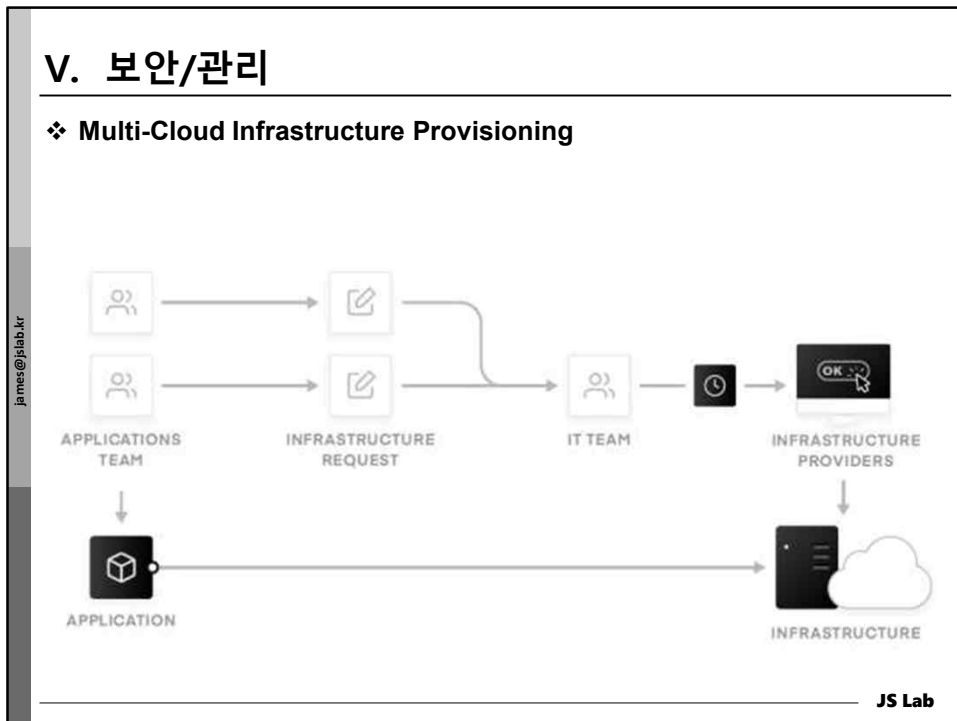 V. 보안/관리
❖ Multi-Cloud Infrastructure Provisioning
james@jslab.kr
APPLICATIONS
TEAM
INFRASTRUCTURE
REQUEST
IT TEAM
OK
INFRASTRUCTURE
PROVIDERS
APPLICATION
INFRASTRUCTURE
JS Lab